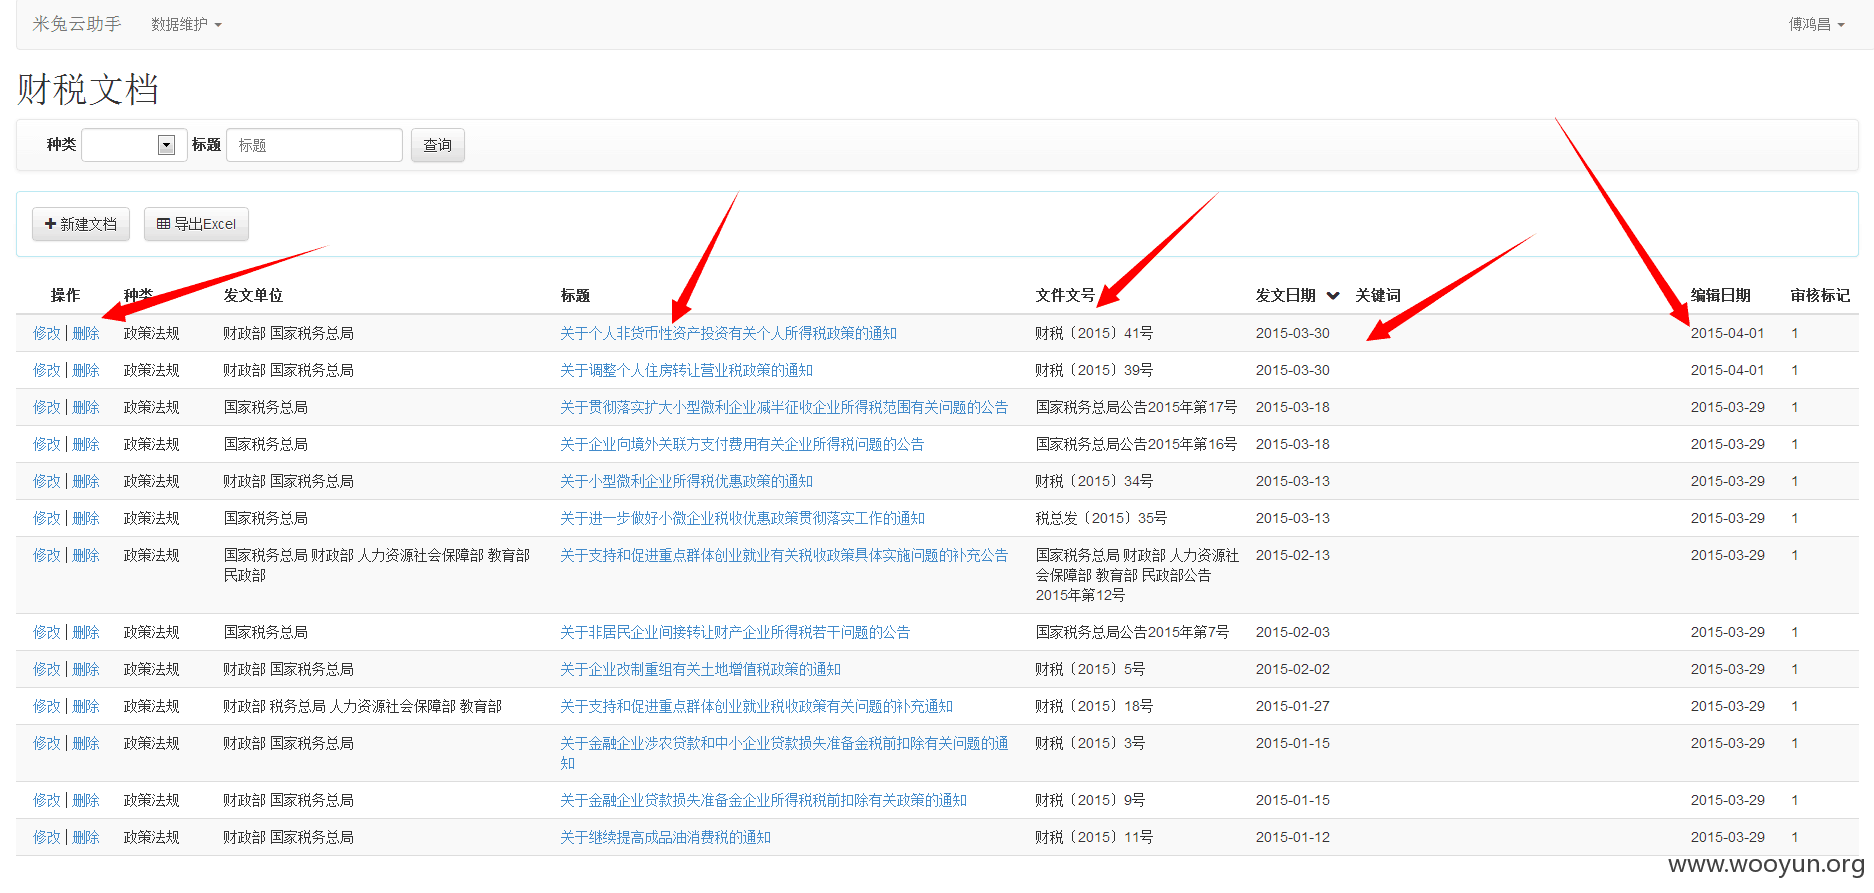 米兔云助手 数据维护 傅鸿昌
财税文档
种类 标题 标题 查询
新建文档 导出Excel
操作 种类 发文单位 标题 文件文号 发文日期 关键词 编辑日期 审核标记
修改 | 删除 政策法规 财政部 国家税务总局 关于个人非货币性资产投资有关个人所得税政策的通知 财税〔2015〕41号 2015-03-30 2015-04-01 1
修改 | 删除 政策法规 财政部 国家税务总局 关于调整个人住房转让营业税政策的通知 财税〔2015〕39号 2015-03-30 2015-04-01 1
修改 | 删除 政策法规 国家税务总局 关于贯彻落实扩大小型微利企业减半征收企业所得税范围有关问题的公告 国家税务总局公告2015年第17号 2015-03-18 2015-03-29 1
修改 | 删除 政策法规 国家税务总局 关于企业向境外关联方支付费用有关企业所得税问题的公告 国家税务总局公告2015年第16号 2015-03-18 2015-03-29 1
修改 | 删除 政策法规 财政部 国家税务总局 关于小型微利企业所得税优惠政策的通知 财税〔2015〕34号 2015-03-13 2015-03-29 1
修改 | 删除 政策法规 国家税务总局 关于进一步做好小微企业税收优惠政策贯彻落实工作的通知 税总发〔2015〕35号 2015-03-13 2015-03-29 1
修改 | 删除 政策法规 国家税务总局 财政部 人力资源社会保障部 教育部 关于支持和促进重点群体创业就业有关税收政策具体实施问题的补充公告 国家税务总局 财政部 人力资源社 2015-02-13 2015-03-29 1
民政部 会保障部 教育部 民政部公告
2015年第12号
修改 | 删除 政策法规 国家税务总局 关于非居民企业间接转让财产企业所得税若干问题的公告 国家税务总局公告2015年第7号 2015-02-03 2015-03-29 1
修改 | 删除 政策法规 财政部 国家税务总局 关于企业改制重组有关土地增值税政策的通知 财税〔2015〕5号 2015-02-02 2015-03-29 1
修改 | 删除 政策法规 财政部 税务总局 人力资源社会保障部 教育部 关于支持和促进重点群体创业就业税收政策有关问题的补充通知 财税〔2015〕18号 2015-01-27 2015-03-29 1
修改 | 删除 政策法规 财政部 国家税务总局 关于金融企业涉农贷款和中小企业贷款损失准备金税前扣除有关问题的通 财税〔2015〕3号 2015-01-15 2015-03-29 1
知
修改 | 删除 政策法规 财政部 国家税务总局 关于金融企业贷款损失准备金企业所得税税前扣除有关政策的通知 财税〔2015〕9号 2015-01-15 2015-03-29 1
修改 | 删除 政策法规 财政部 国家税务总局 关于继续提高成品油消费税的通知 财税〔2015〕11号 2015-01-12 2015-03-29 1
www.wooyun.org